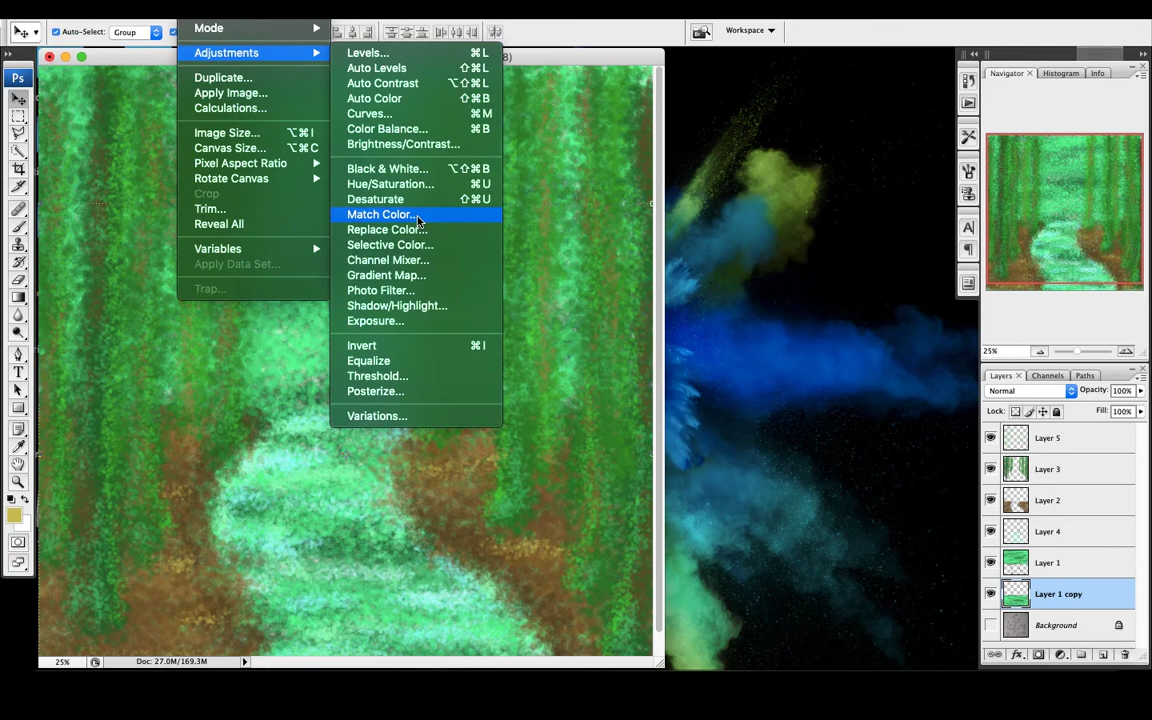 Auto-Select: Group
Workspace
Mode
Adjustments
Duplicate...
Apply Image...
Calculations...
Image Size... ⌥⌘I
Canvas Size... ⌥⌘C
Pixel Aspect Ratio
Rotate Canvas
Crop
Trim...
Reveal All
Variables
Apply Data Set...
Trap...
Levels... ⌘L
Auto Levels ⇧⌘L
Auto Contrast ⌥⇧⌘L
Auto Color ⇧⌘B
Curves... ⌘M
Color Balance... ⌘B
Brightness/Contrast...
Black & White... ⌥⇧⌘B
Hue/Saturation... ⌘U
Desaturate ⇧⌘U
Match Color...
Replace Color...
Selective Color...
Channel Mixer...
Gradient Map...
Photo Filter...
Shadow/Highlight...
Exposure...
Invert ⌘I
Equalize
Threshold...
Posterize...
Variations...
8)
Ps
25% Doc: 27.0M/169.3M
Navigator × Histogram Info
25%
Layers × Channels Paths
Normal Opacity: 100%
Lock: Fill: 100%
Layer 5
Layer 3
Layer 2
Layer 4
Layer 1
Layer 1 copy
Background